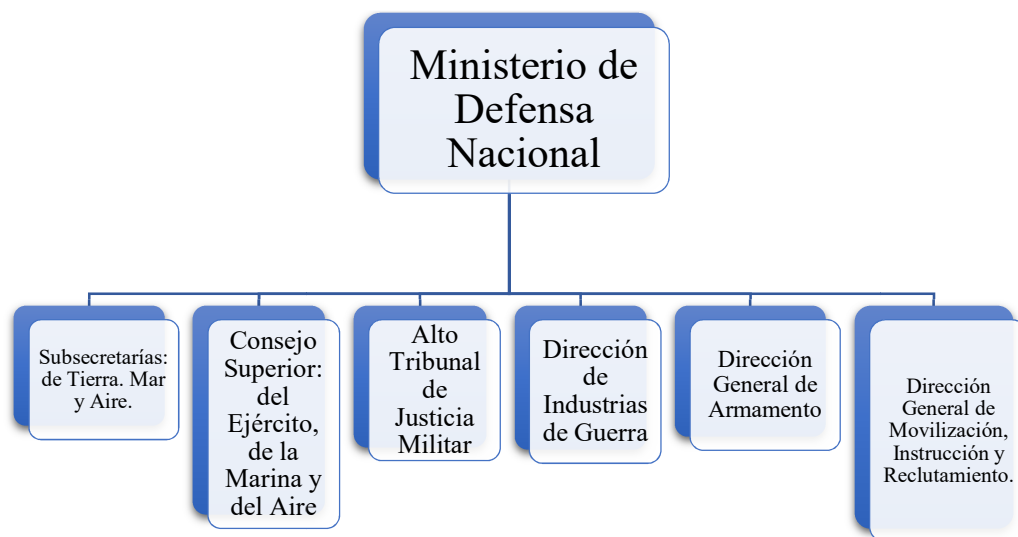 Ministerio de
Defensa
Nacional
Subsecretarías:
de Tierra. Mar
y Aire.
Consejo
Superior:
del
Ejército,
de la
Marina y
del Aire
Alto
Tribunal
de
Justicia
Militar
Dirección
de
Industrias
de Guerra
Dirección
General de
Armamento
Dirección
General de
Movilización,
Instrucción y
Reclutamiento.